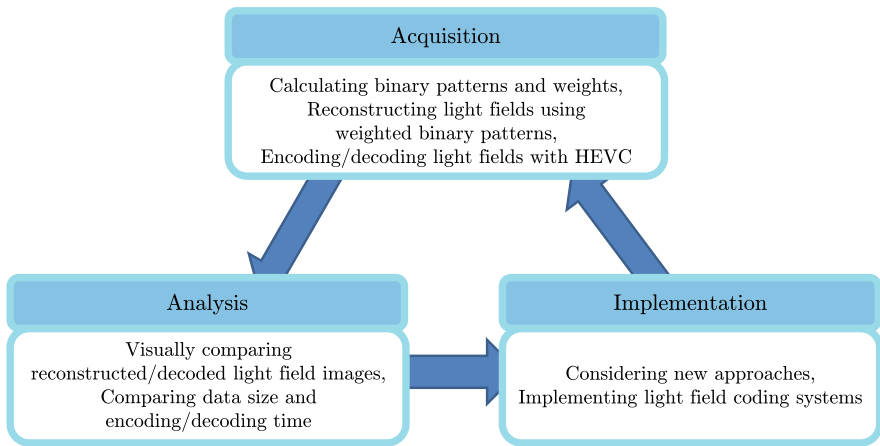 Acquisition
Calculating binary patterns and weights,
Reconstructing light fields using
weighted binary patterns,
Encoding/decoding light fields with HEVC
Analysis
Visually comparing
reconstructed/decoded light field images,
Comparing data size and
encoding/decoding time
Implementation
Considering new approaches,
Implementing light field coding systems